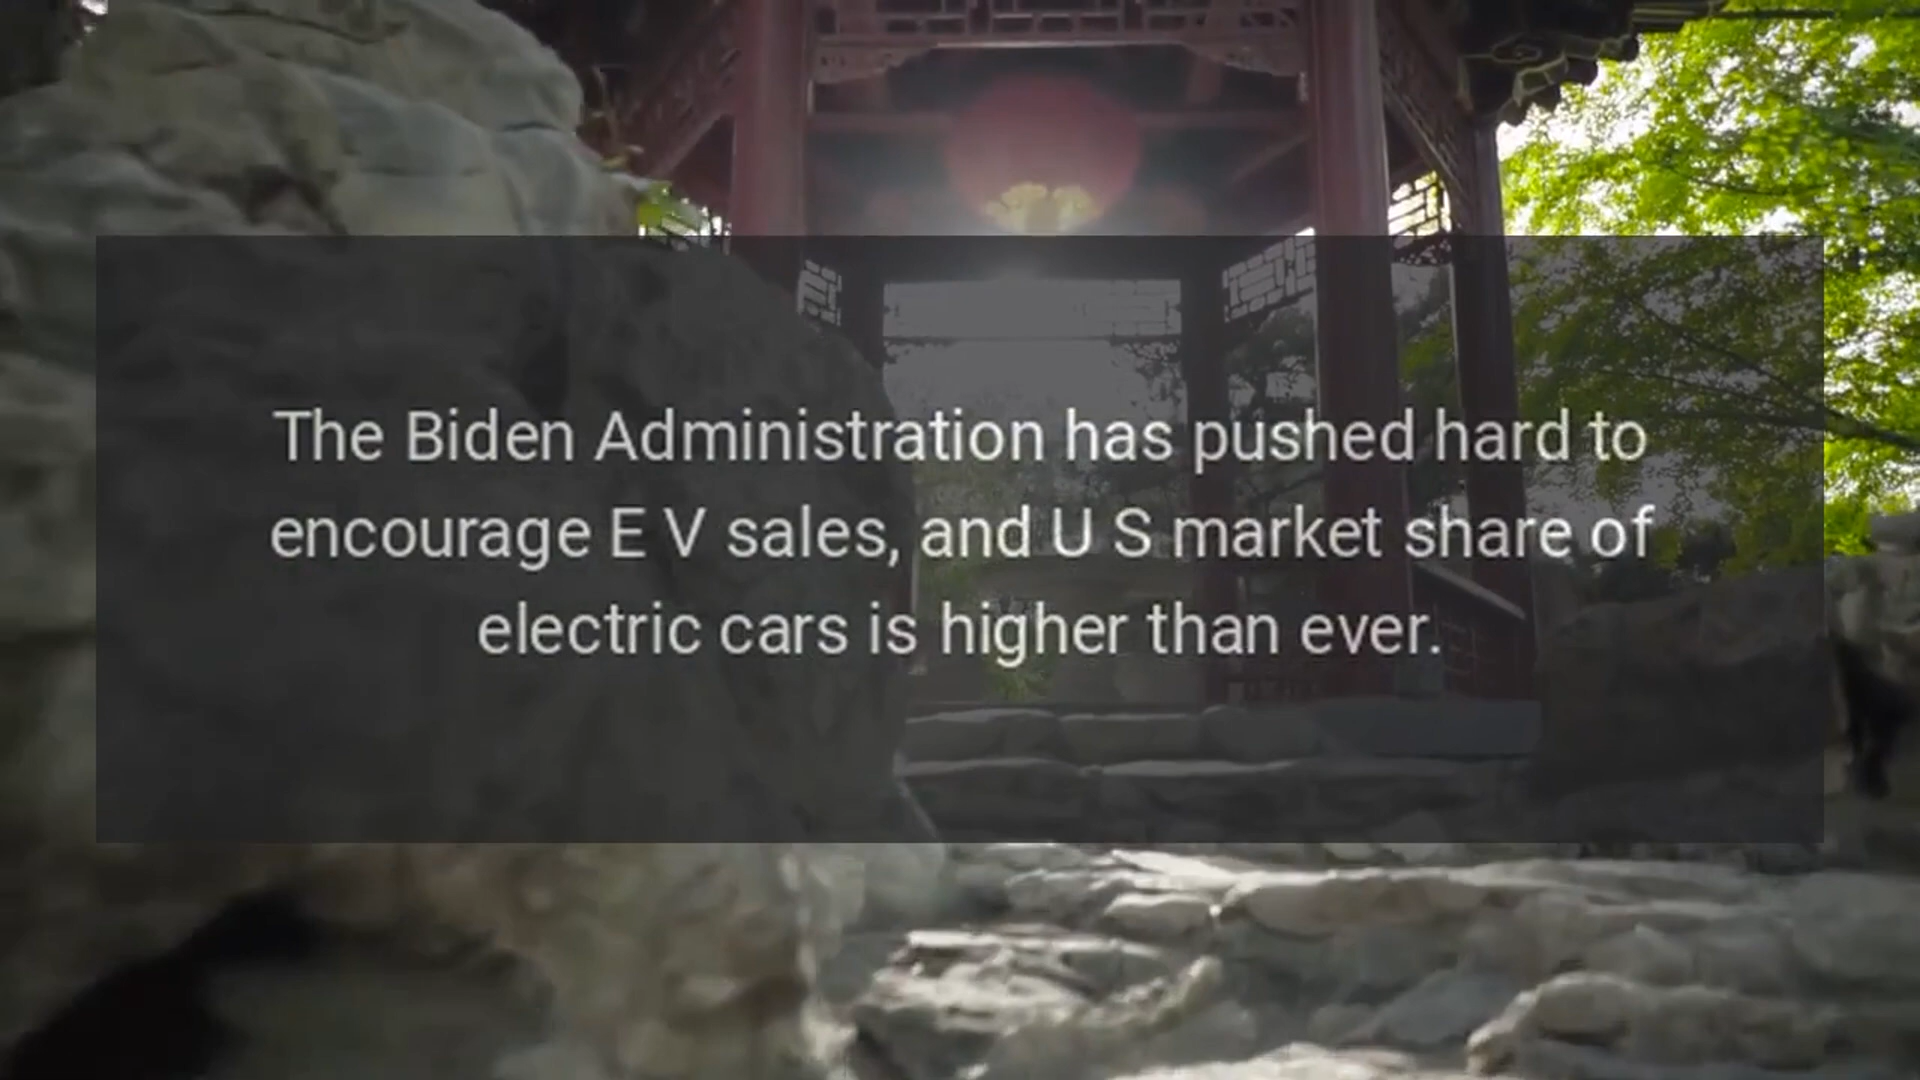 The Biden Administration has pushed hard to
encourage E V sales, and U S market share of
electric cars is higher than ever.